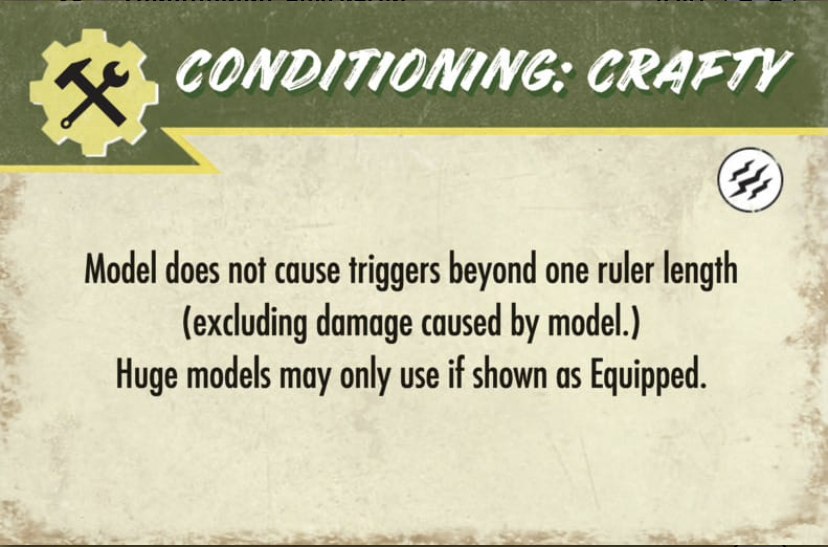 CONDITIONING: CRAFTY
Model does not cause triggers beyond one ruler length
(excluding damage caused by model.)
Huge models may only use if shown as Equipped.